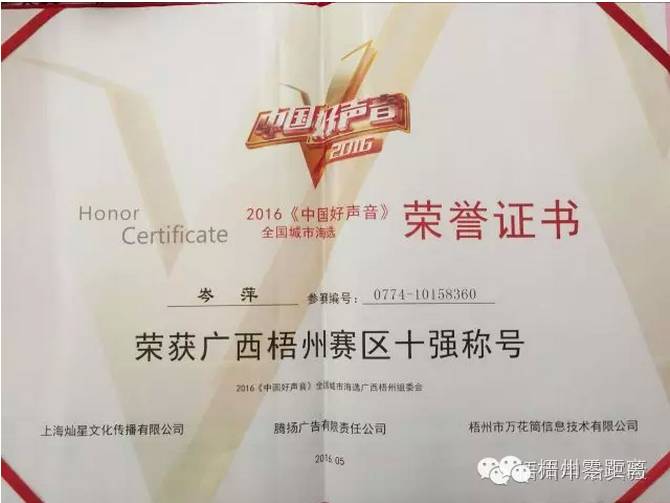 中国好声音
2016
Honor
Certificate
2016《中国好声音》
全国城市海选
荣誉证书
岑 萍 参赛编号: 0774-10158360
荣获广西梧州赛区十强称号
2016《中国好声音》全国城市海选广西梧州组委会
上海灿星文化传播有限公司 腾扬广告有限责任公司 梧州市万花筒信息技术有限公司
2016.05
梧州零距离